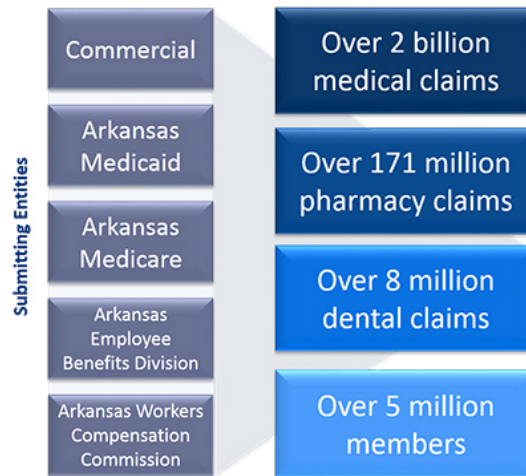 Submitting Entities
Commercial
Arkansas
Medicaid
Arkansas
Medicare
Arkansas
Employee
Benefits Division
Arkansas Workers
Compensation
Commission
Over 2 billion
medical claims
Over 171 million
pharmacy claims
Over 8 million
dental claims
Over 5 million
members